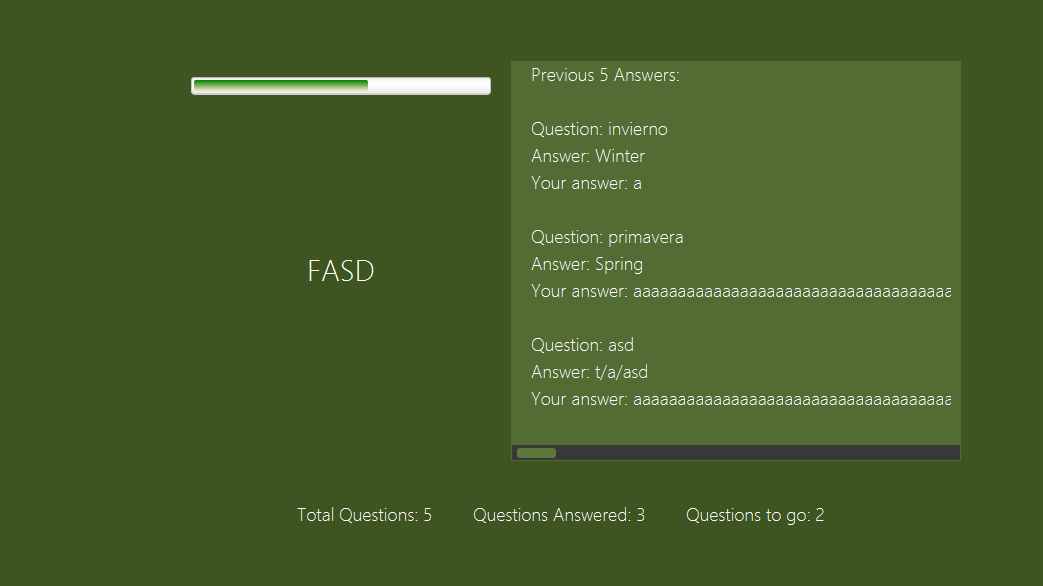 Previous 5 Answers:
Question: invierno
Answer: Winter
Your answer: a
Question: primavera
Answer: Spring
Your answer: aaaaaaaaaaaaaaaaaaaaaaaaaaaaaaaaaaaa
Question: asd
Answer: t/a/asd
Your answer: aaaaaaaaaaaaaaaaaaaaaaaaaaaaaaaaaaaa
FASD
Total Questions: 5 Questions Answered: 3 Questions to go: 2